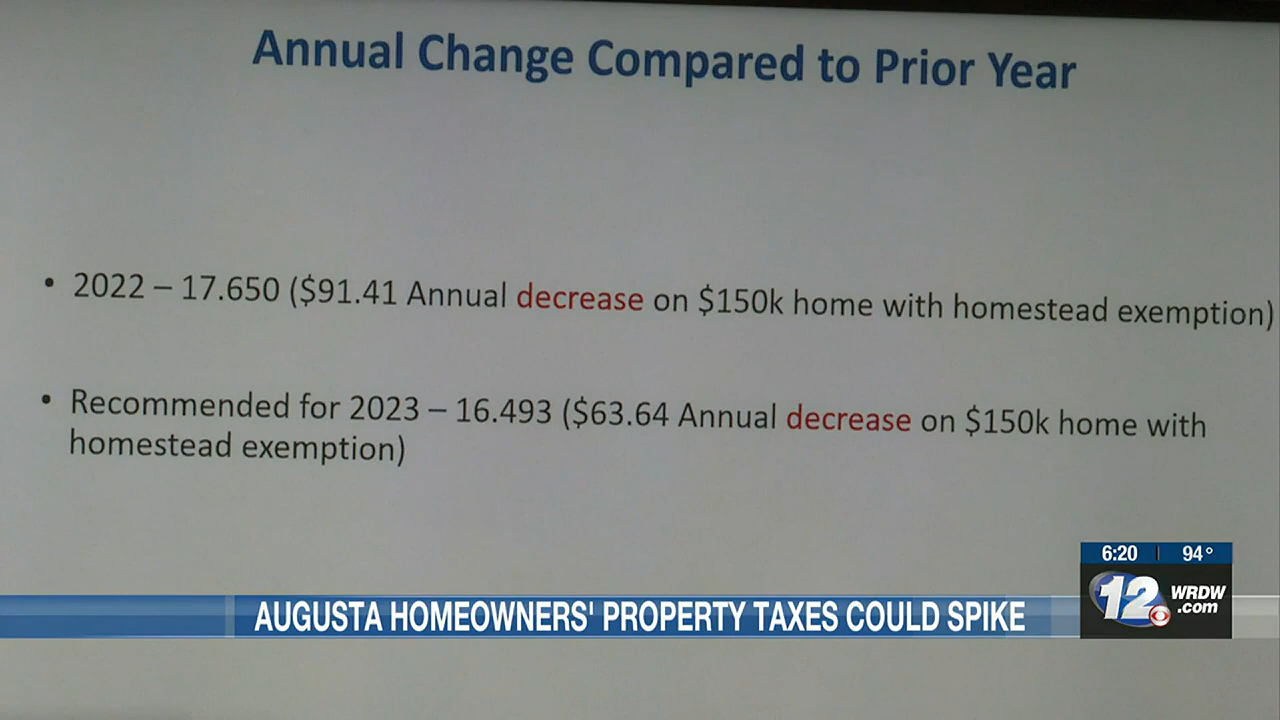 Annual Change Compared to Prior Year
• 2022 – 17.650 ($91.41 Annual decrease on $150k home with homestead exemption)
• Recommended for 2023 – 16.493 ($63.64 Annual decrease on $150k home with
homestead exemption)
6:20 | 94°
12 WRDW
.com
AUGUSTA HOMEOWNERS' PROPERTY TAXES COULD SPIKE